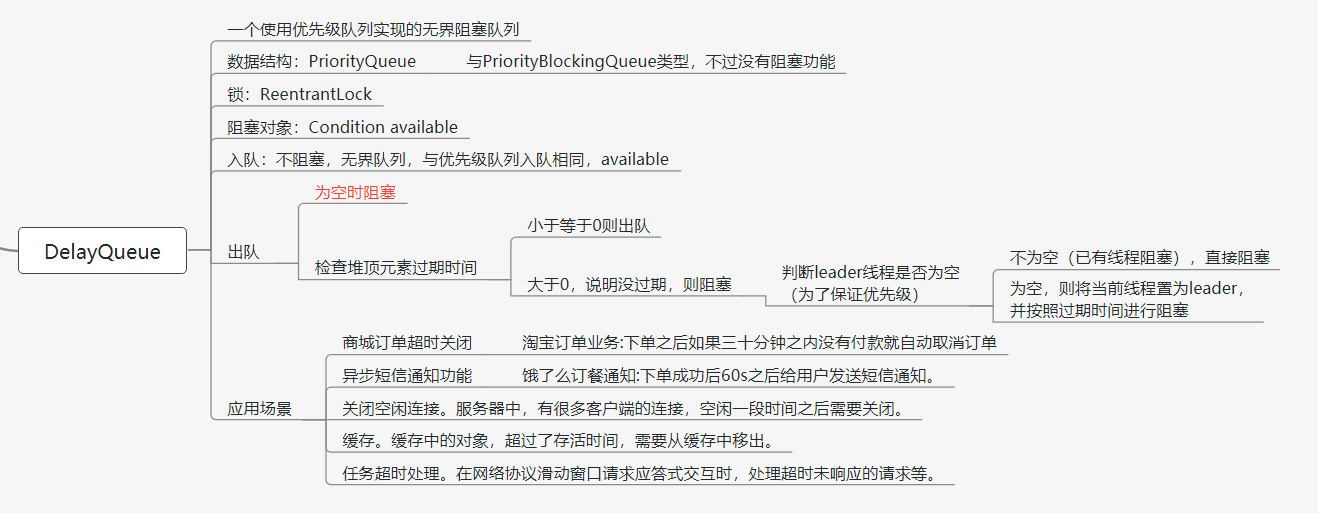 一个使用优先级队列实现的无界阻塞队列
数据结构：PriorityQueue 与PriorityBlockingQueue类型，不过没有阻塞功能
锁：ReentrantLock
阻塞对象：Condition available
入队：不阻塞，无界队列，与优先级队列入队相同，available
为空时阻塞
小于等于0则出队
DelayQueue
出队
检查堆顶元素过期时间
大于0，说明没过期，则阻塞
判断leader线程是否为空
（为了保证优先级）
不为空（已有线程阻塞），直接阻塞
为空，则将当前线程置为leader，
并按照过期时间进行阻塞
商城订单超时关闭 淘宝订单业务:下单之后如果三十分钟之内没有付款就自动取消订单
异步短信通知功能 饿了么订餐通知:下单成功后60s之后给用户发送短信通知。
应用场景
关闭空闲连接。服务器中，有很多客户端的连接，空闲一段时间之后需要关闭。
缓存。缓存中的对象，超过了存活时间，需要从缓存中移出。
任务超时处理。在网络协议滑动窗口请求应答式交互时，处理超时未响应的请求等。